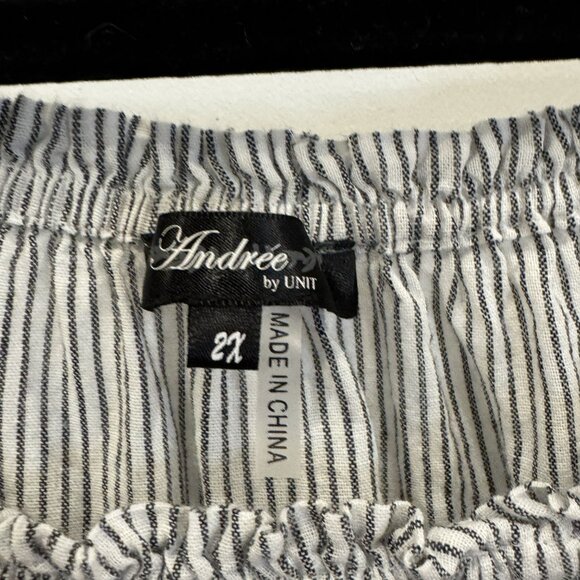 Andrée
by UNIT
2X
MADE IN CHINA